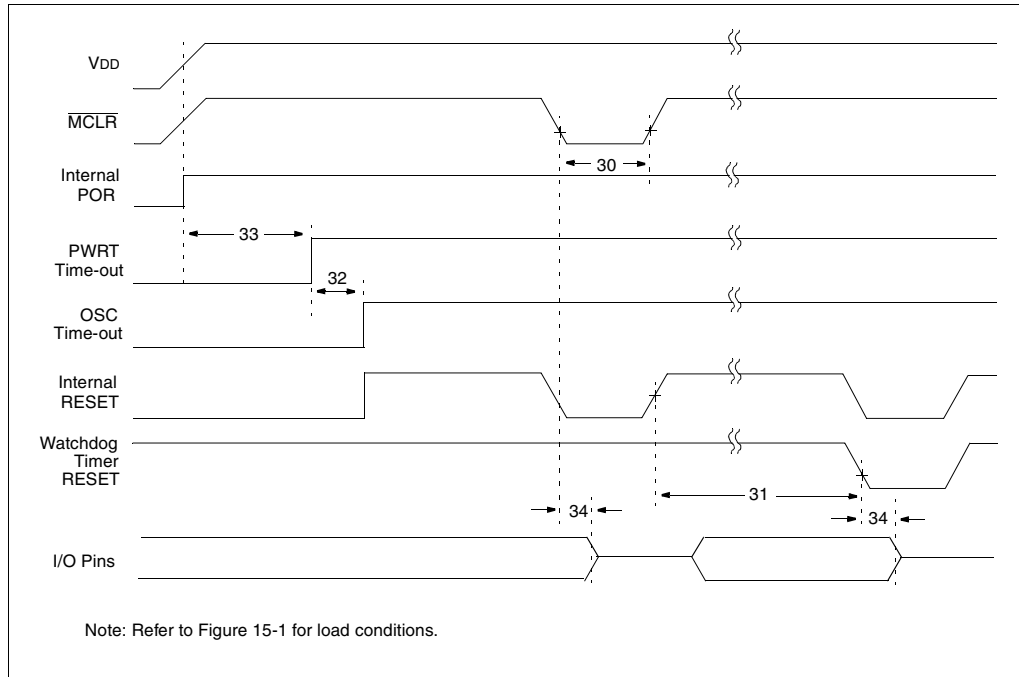 VDD
MCLR
30
Internal
POR
33
PWRT
Time-out
32
OSC
Time-out
Internal
RESET
Watchdog
Timer
RESET
31
34
34
I/O Pins
Note: Refer to Figure 15-1 for load conditions.